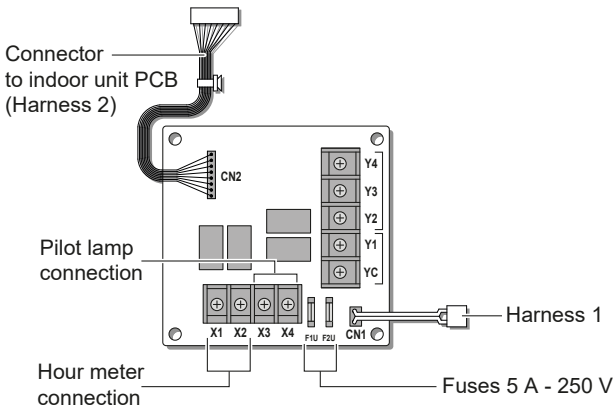 Connector
to indoor unit PCB
(Harness 2)
CN2
Y4
Y3
Y2
Y1
YC
Pilot lamp
connection
X1 X2 X3 X4
F1U F2U
CN1
Harness 1
Hour meter
connection
Fuses 5 A - 250 V